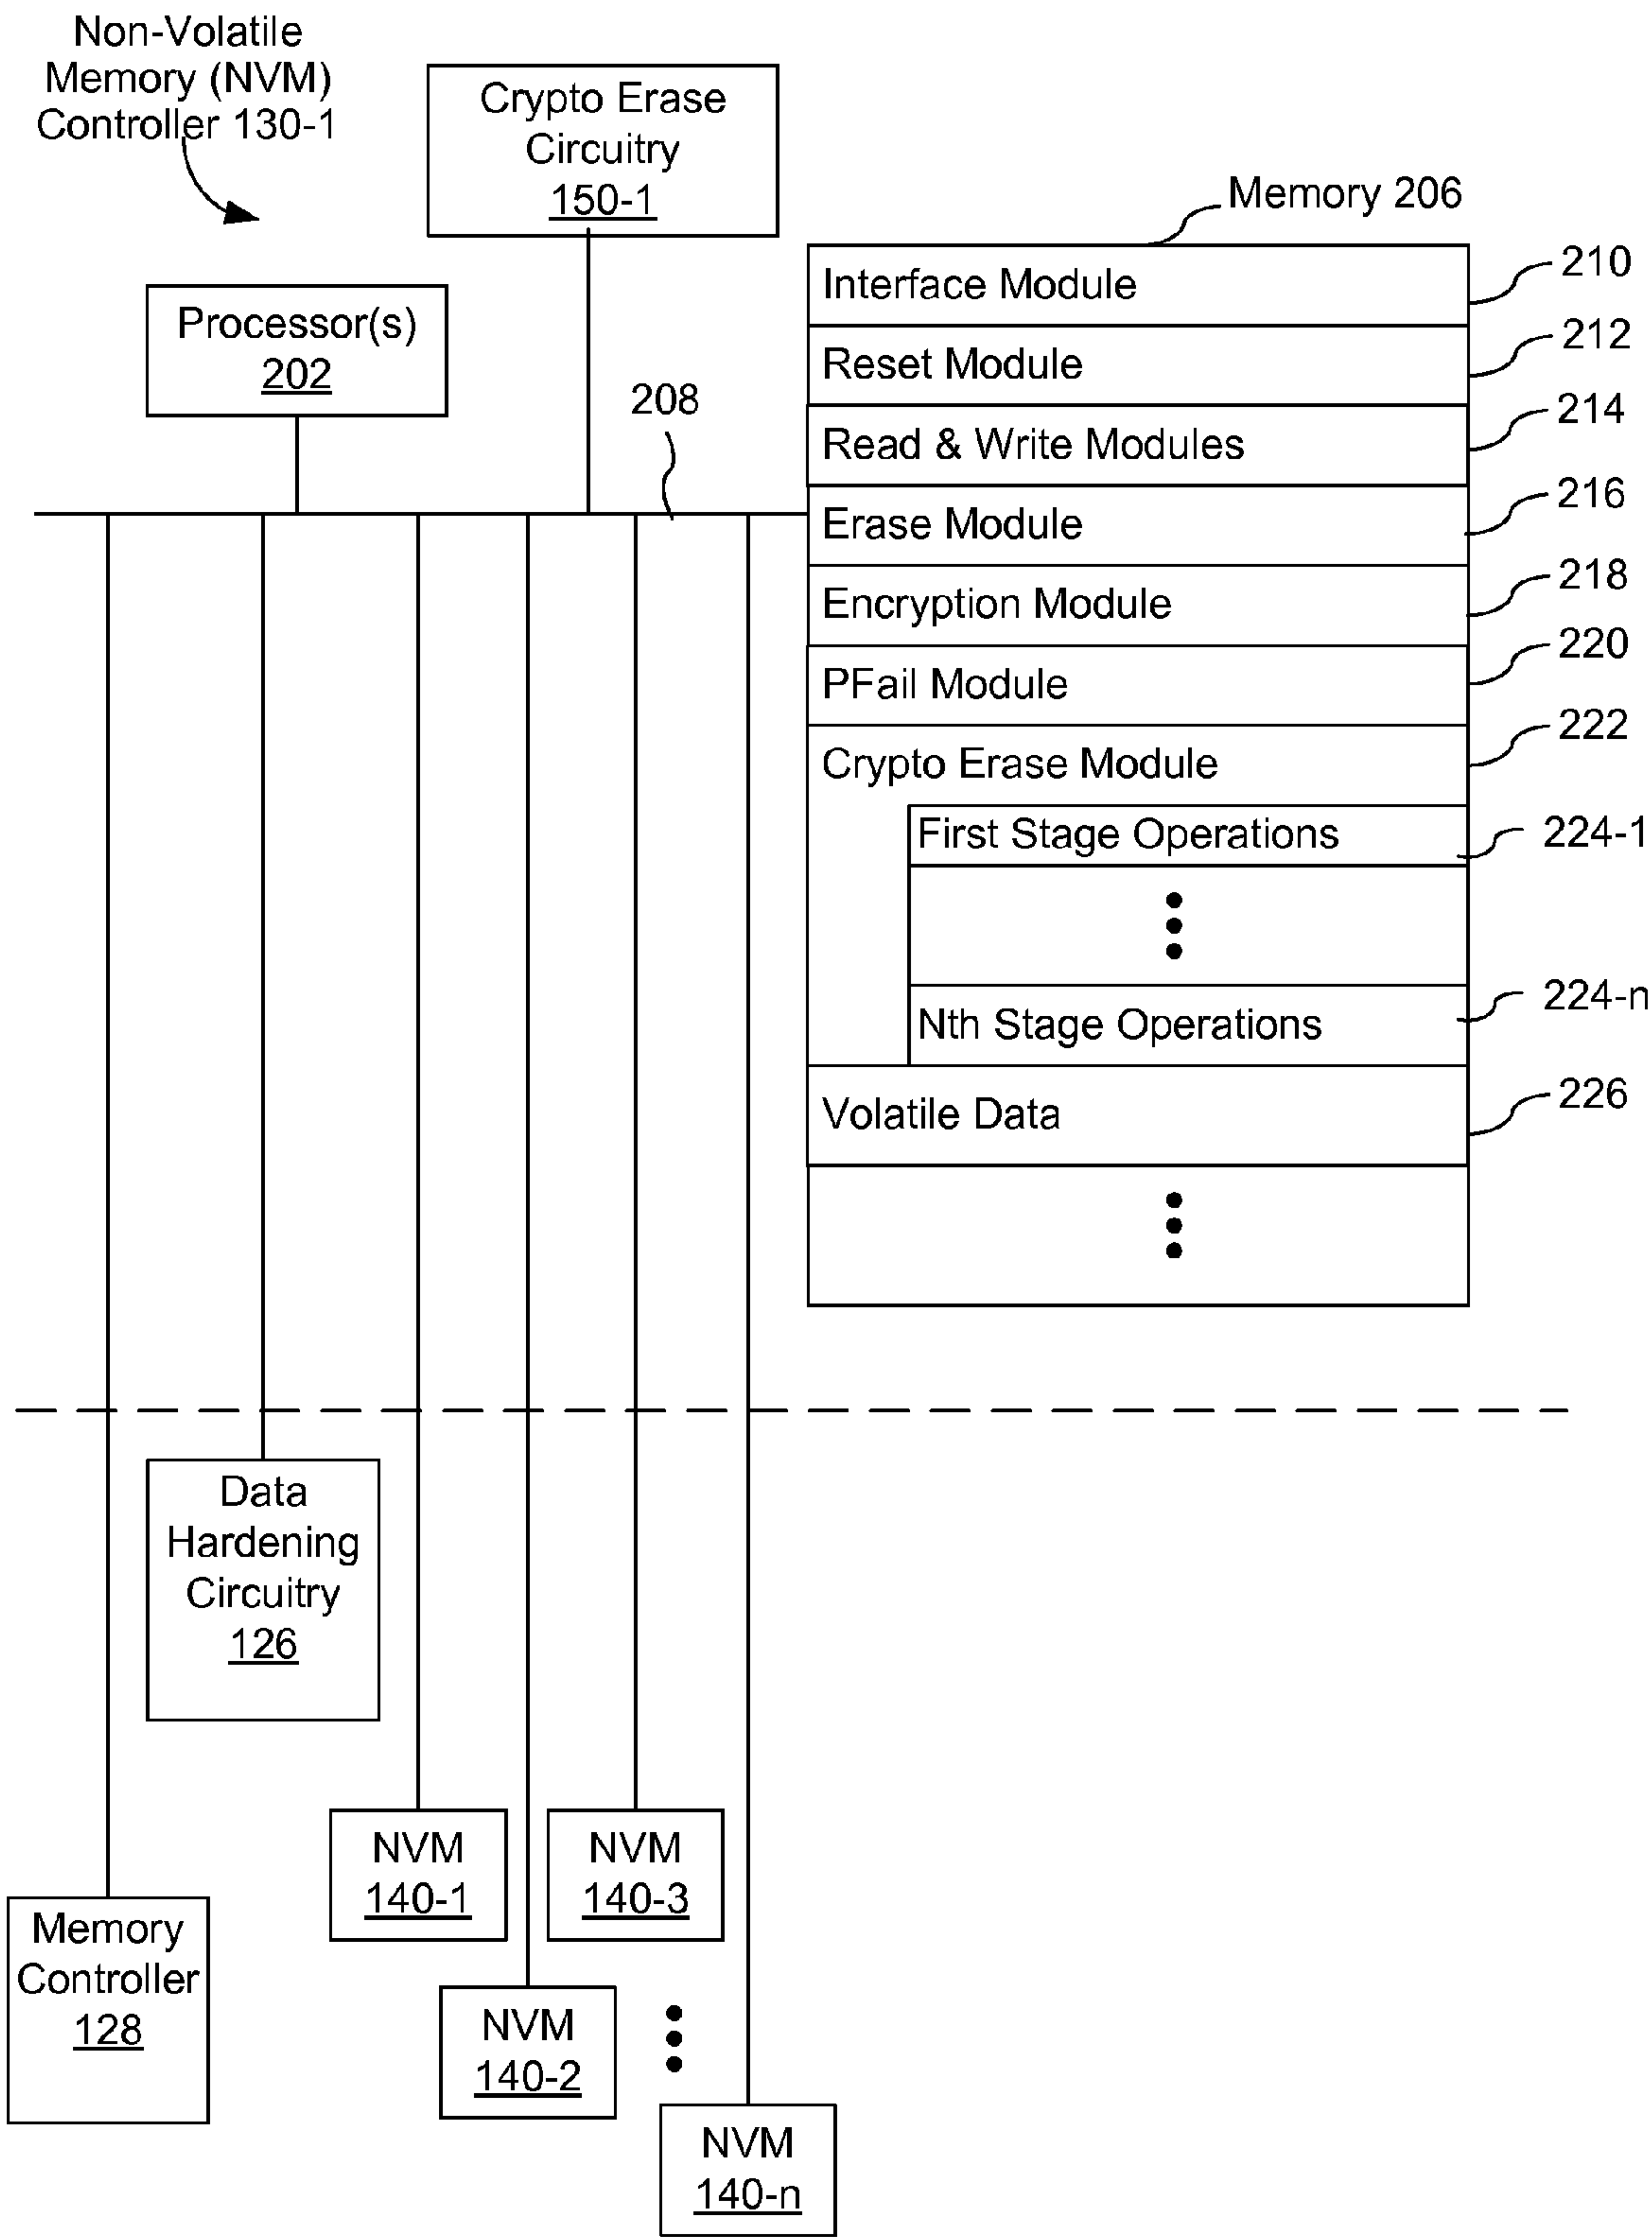 Non-Volatile
Memory (NVM)
Controller 130-1
Crypto Erase
Circuitry
150-1
Processor(s)
202
208
Memory 206
Interface Module
210
Reset Module
212
Read & Write Modules
214
Erase Module
216
Encryption Module
218
PFail Module
220
Crypto Erase Module
222
First Stage Operations
224-1
Nth Stage Operations
224-n
Volatile Data
226
Data
Hardening
Circuitry
126
NVM
140-1
NVM
140-3
Memory
Controller
128
NVM
140-2
NVM
140-n